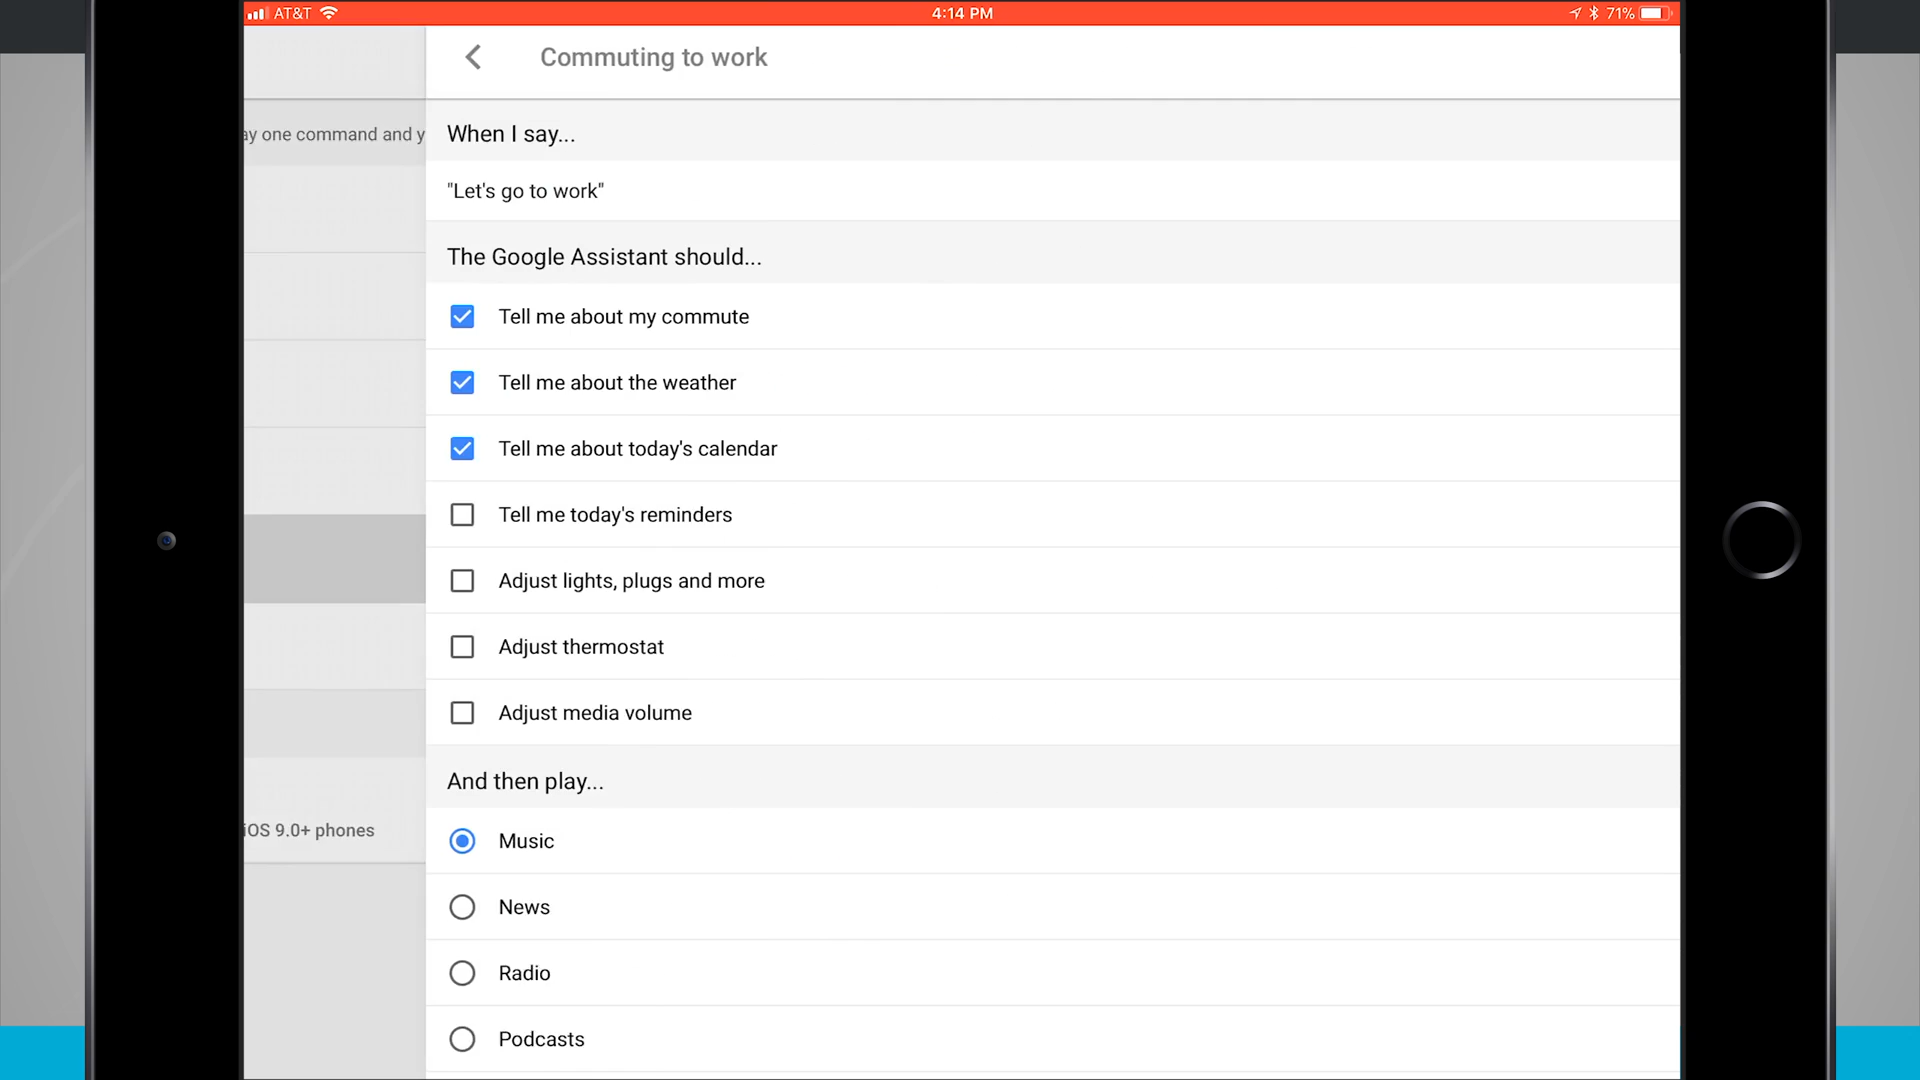 AT&T 4:14 PM 71%
Commuting to work
ay one command and y
When I say...
"Let's go to work"
The Google Assistant should...
Tell me about my commute
Tell me about the weather
Tell me about today's calendar
Tell me today's reminders
Adjust lights, plugs and more
Adjust thermostat
Adjust media volume
And then play...
iOS 9.0+ phones
Music
News
Radio
Podcasts